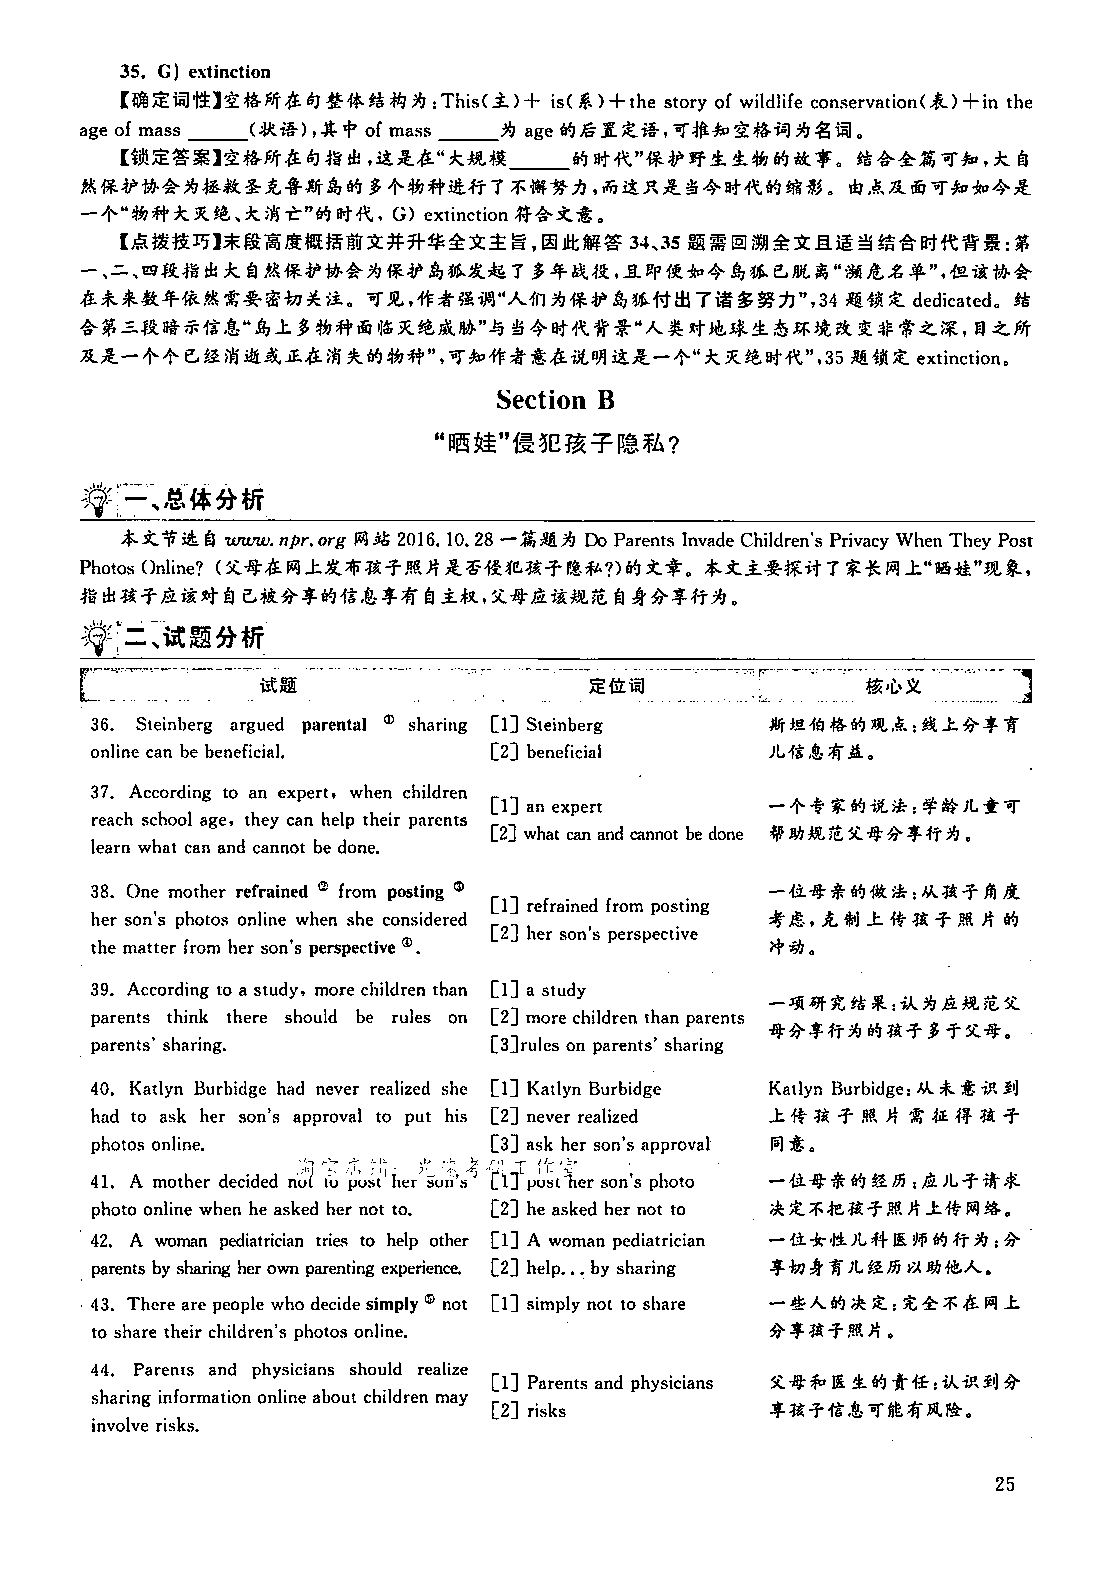 35. G) extinction
【确定词性】空格所在句整体结构为:This(主)+ is(系)+the story of wildlife conservation(表)+in the
age of mass ______(状语),其中 of mass ______为 age 的后置定语,可推知空格词为名词。
【锁定答案】空格所在句指出,这是在“大规模______的时代”保护野生生物的故事。结合全篇可知,大自
然保护协会为拯救圣克鲁斯岛的多个物种进行了不懈努力,而这只是当今时代的缩影。由点及面可知如今是
一个“物种大灭绝、大消亡”的时代,G) extinction 符合文意。
【点拨技巧】末段高度概括前文并升华全文主旨,因此解答 34、35 题需回溯全文且适当结合时代背景:第
一、二、四段指出大自然保护协会为保护岛狐发起了多年战役,且即便如今岛狐已脱离“濒危名单”,但该协会
在未来数年依然需要密切关注。可见,作者强调“人们为保护岛狐付出了诸多努力”,34 题锁定 dedicated。结
合第三段暗示信息“岛上多物种面临灭绝威胁”与当今时代背景“人类对地球生态环境改变非常之深,目之所
及是一个个已经消逝或正在消失的物种”,可知作者意在说明这是一个“大灭绝时代”,35 题锁定 extinction。
Section B
“晒娃”侵犯孩子隐私?
一、总体分析
本文节选自 www.npr.org 网站 2016.10.28 一篇题为 Do Parents Invade Children's Privacy When They Post
Photos Online? (父母在网上发布孩子照片是否侵犯孩子隐私?)的文章。本文主要探讨了家长网上“晒娃”现象,
指出孩子应该对自己被分享的信息享有自主权,父母应该规范自身分享行为。
二、试题分析
试题 定位词 核心义
36. Steinberg argued parental ① sharing [1] Steinberg 斯坦伯格的观点:线上分享育
online can be beneficial. [2] beneficial 儿信息有益。
37. According to an expert, when children
reach school age, they can help their parents
learn what can and cannot be done.
[1] an expert 一个专家的说法:学龄儿童可
[2] what can and cannot be done 帮助规范父母分享行为。
38. One mother refrained ② from posting ③
her son's photos online when she considered
the matter from her son's perspective ④.
[1] refrained from posting
[2] her son's perspective
一位母亲的做法:从孩子角度
考虑,克制上传孩子照片的
冲动。
39. According to a study, more children than
parents think there should be rules on
parents' sharing.
[1] a study
[2] more children than parents
[3]rules on parents' sharing
一项研究结果:认为应规范父
母分享行为的孩子多于父母。
40. Katlyn Burbidge had never realized she
had to ask her son's approval to put his
photos online.
[1] Katlyn Burbidge
[2] never realized
[3] ask her son's approval
Katlyn Burbidge:从未意识到
上传孩子照片需征得孩子
同意。
41. A mother decided not to post her son's [1] post her son's photo 一位母亲的经历:应儿子请求
photo online when he asked her not to. [2] he asked her not to 决定不把孩子照片上传网络。
42. A woman pediatrician tries to help other [1] A woman pediatrician 一位女性儿科医师的行为:分
parents by sharing her own parenting experience. [2] help... by sharing 享切身育儿经历以助他人。
43. There are people who decide simply ⑤ not [1] simply not to share 一些人的决定:完全不在网上
to share their children's photos online. 分享孩子照片。
44. Parents and physicians should realize
sharing information online about children may
involve risks.
[1] Parents and physicians 父母和医生的责任:认识到分
[2] risks 享孩子信息可能有风险。
25